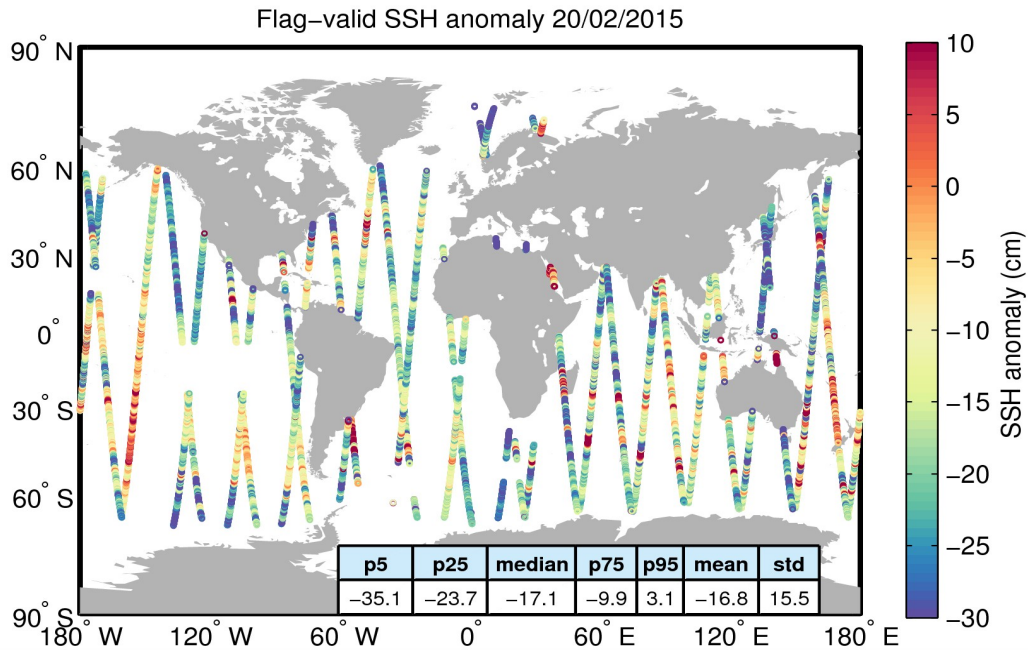 Flag−valid SSH anomaly 20/02/2015
90° N
60° N
30° N
0°
30° S
60° S
90° S
180° W
120° W
60° W
0°
60° E
120° E
180° E
p5 p25 median p75 p95 mean std
−35.1 −23.7 −17.1 −9.9 3.1 −16.8 15.5
10
5
0
−5
−10
−15
−20
−25
−30
SSH anomaly (cm)